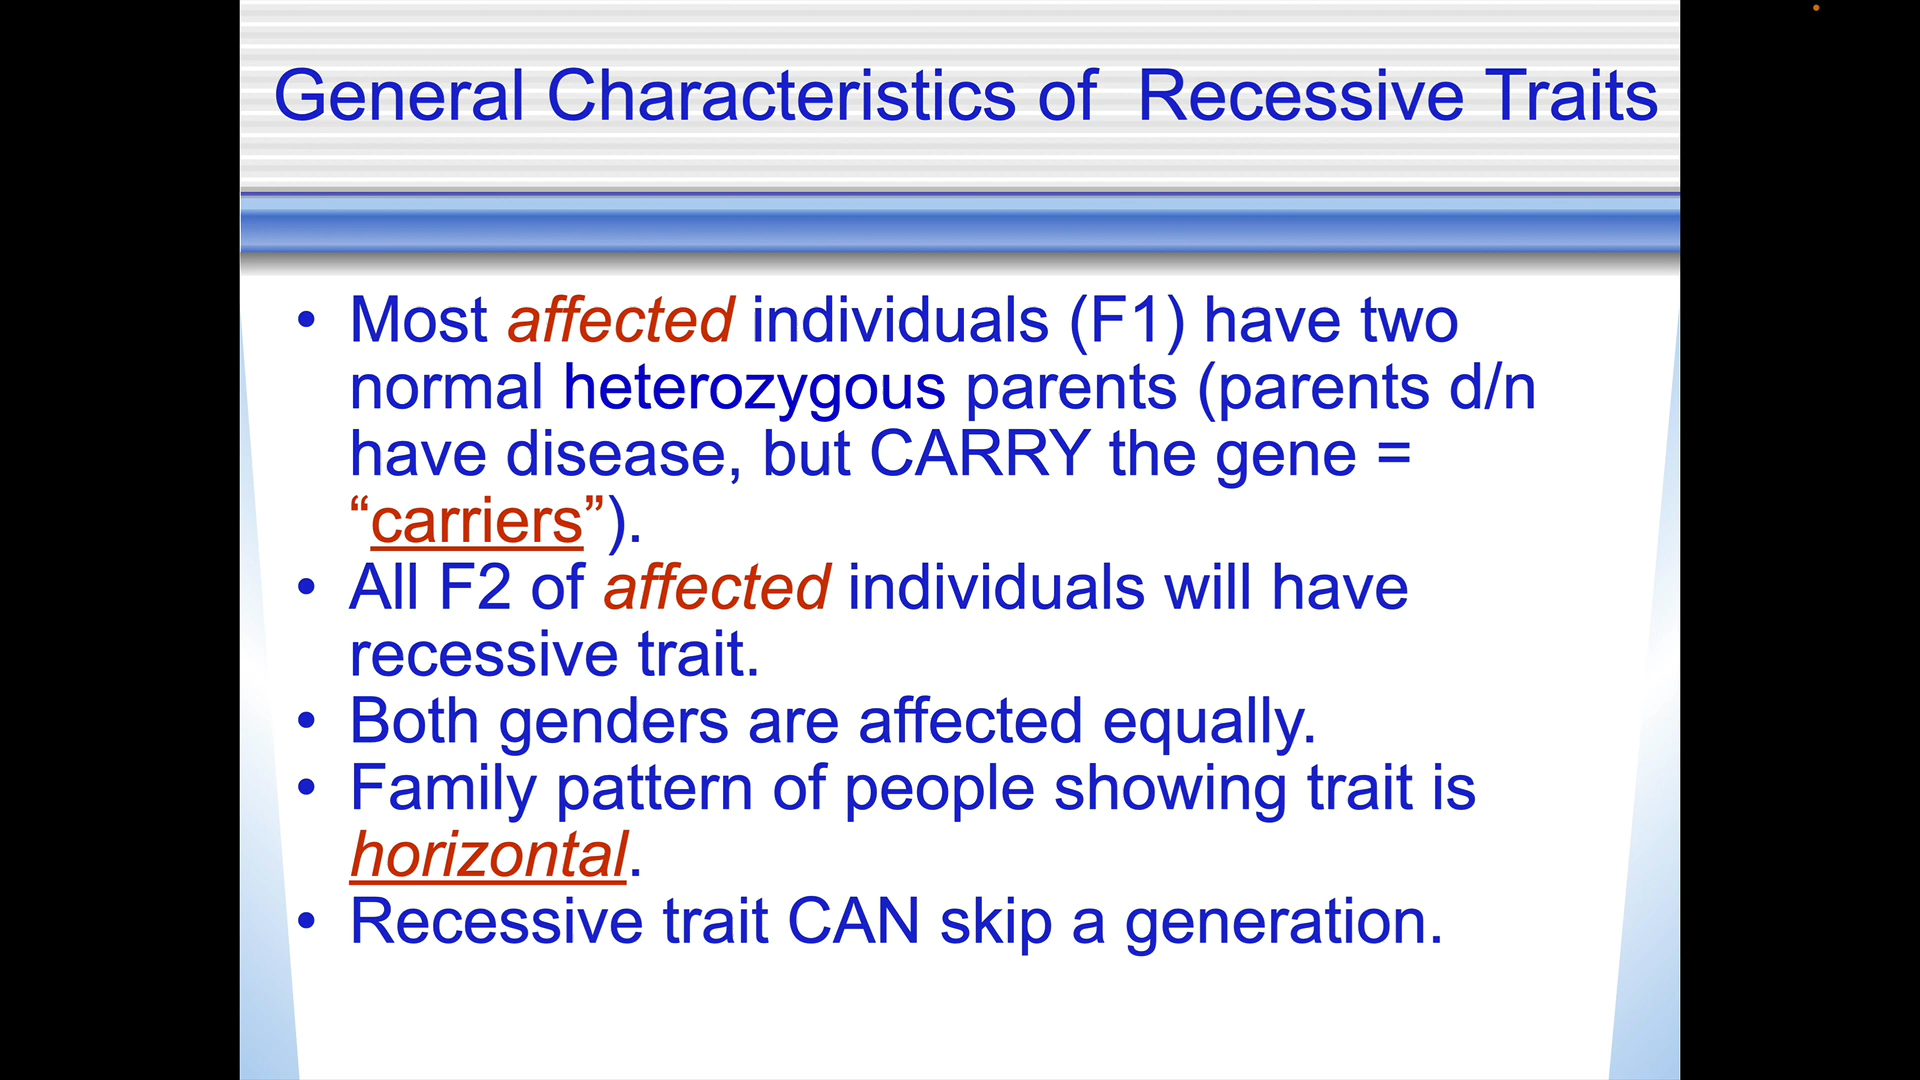 General Characteristics of Recessive Traits
• Most affected individuals (F1) have two
normal heterozygous parents (parents d/n
have disease, but CARRY the gene =
“carriers”).
• All F2 of affected individuals will have
recessive trait.
• Both genders are affected equally.
• Family pattern of people showing trait is
horizontal.
• Recessive trait CAN skip a generation.